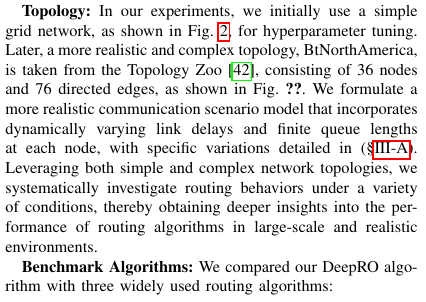 Topology: In our experiments, we initially use a simple
grid network, as shown in Fig. 2, for hyperparameter tuning.
Later, a more realistic and complex topology, BtNorthAmerica,
is taken from the Topology Zoo [42], consisting of 36 nodes
and 76 directed edges, as shown in Fig. ??. We formulate a
more realistic communication scenario model that incorporates
dynamically varying link delays and finite queue lengths
at each node, with specific variations detailed in (§III-A).
Leveraging both simple and complex network topologies, we
systematically investigate routing behaviors under a variety
of conditions, thereby obtaining deeper insights into the per-
formance of routing algorithms in large-scale and realistic
environments.
Benchmark Algorithms: We compared our DeepRO algo-
rithm with three widely used routing algorithms: